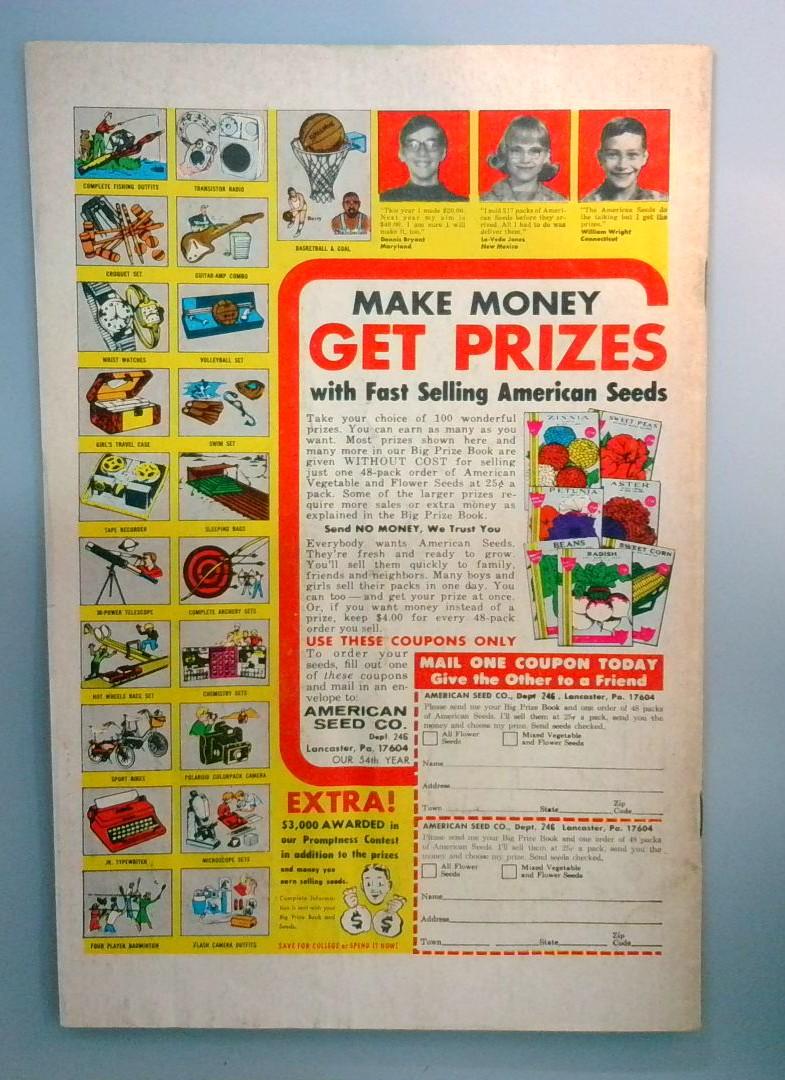 COMPLETE FISHING OUTFITS
TRANSISTOR RADIO
CROQUET SET
GUITAR-AMP COMBO
BASKETBALL & GOAL
WRIST WATCHES
VOLLEYBALL SET
GIRL'S TRAVEL CASE
SWIM SET
TAPE RECORDER
SLEEPING BAGS
30-POWER TELESCOPE
COMPLETE ARCHERY SETS
HOT WHEELS RACE SET
CHEMISTRY SETS
SPORT BIKES
POLAROID COLORPACK CAMERA
JR. TYPEWRITER
MICROSCOPE SETS
FOUR PLAYER BADMINTON
FLASH CAMERA OUTFITS
Barry
"This year I made $20.00.
Next year my aim is
$40.00. I am sure I will
make it, too."
Dennis Bryant
Maryland
"I sold 517 packs of Ameri-
can Seeds before they ar-
rived. All I had to do was
deliver them."
La-Veda Jones
New Mexico
"The American Seeds do
the talking but I get the
prizes."
William Wright
Connecticut
MAKE MONEY
GET PRIZES
with Fast Selling American Seeds
Take your choice of 100 wonderful
prizes. You can earn as many as you
want. Most prizes shown here and
many more in our Big Prize Book are
given WITHOUT COST for selling
just one 48-pack order of American
Vegetable and Flower Seeds at 25¢ a
pack. Some of the larger prizes re-
quire more sales or extra money as
explained in the Big Prize Book.
Send NO MONEY, We Trust You
Everybody wants American Seeds.
They're fresh and ready to grow.
You'll sell them quickly to family,
friends and neighbors. Many boys and
girls sell their packs in one day. You
can too — and get your prize at once.
Or, if you want money instead of a
prize, keep $4.00 for every 48-pack
order you sell.
ZINNIA
SWEET PEAS
PETUNIA
ASTER
BEANS
RADISH
SWEET CORN
USE THESE COUPONS ONLY
To order your
seeds, fill out one
of these coupons
and mail in an en-
velope to:
AMERICAN
SEED CO.
Dept. 246
Lancaster, Pa. 17604
OUR 54th YEAR
MAIL ONE COUPON TODAY
Give the Other to a Friend
AMERICAN SEED CO., Dept 246, Lancaster, Pa. 17604
Please send me your Big Prize Book and one order of 48 packs
of American Seeds. I'll sell them at 25¢ a pack, send you the
money and choose my prize. Send seeds checked.
All Flower
Seeds
Mixed Vegetable
and Flower Seeds
Name
Address
Town State Zip Code
AMERICAN SEED CO., Dept. 246 Lancaster, Pa. 17604
Please send me your Big Prize Book and one order of 48 packs
of American Seeds. I'll sell them at 25¢ a pack, send you the
money and choose my prize. Send seeds checked.
All Flower
Seeds
Mixed Vegetable
and Flower Seeds
Name
Address
Town State Zip Code
EXTRA!
$3,000 AWARDED in
our Promptness Contest
in addition to the prizes
and money you
earn selling seeds.
Complete Informa-
tion is sent with your
Big Prize Book and
Seeds.
$ $
SAVE FOR COLLEGE or SPEND IT NOW!